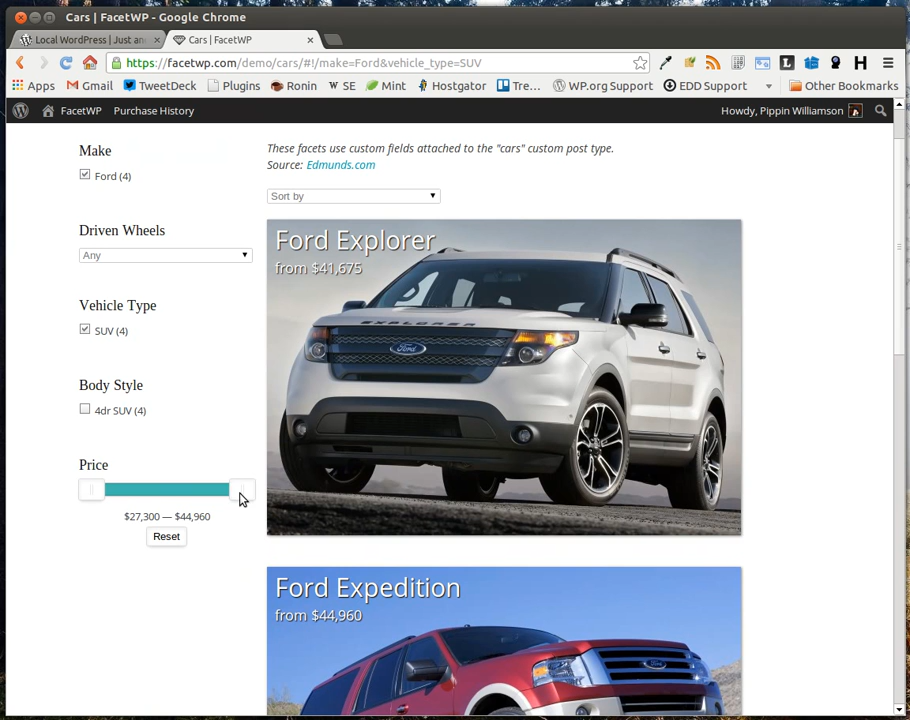 Cars | FacetWP - Google Chrome
Local WordPress | Just an
Cars | FacetWP
https://facetwp.com/demo/cars/#!/make=Ford&vehicle_type=SUV
Apps
Gmail
TweetDeck
Plugins
Ronin
SE
Mint
Hostgator
Tre...
WP.org Support
EDD Support
Other Bookmarks
FacetWP
Purchase History
Howdy, Pippin Williamson
Make
Ford (4)
Driven Wheels
Any
Vehicle Type
SUV (4)
Body Style
4dr SUV (4)
Price
$27,300 — $44,960
Reset
These facets use custom fields attached to the "cars" custom post type.
Source: Edmunds.com
Sort by
Ford Explorer
from $41,675
EXPLORER
Ford
Ford Expedition
from $44,960
Ford